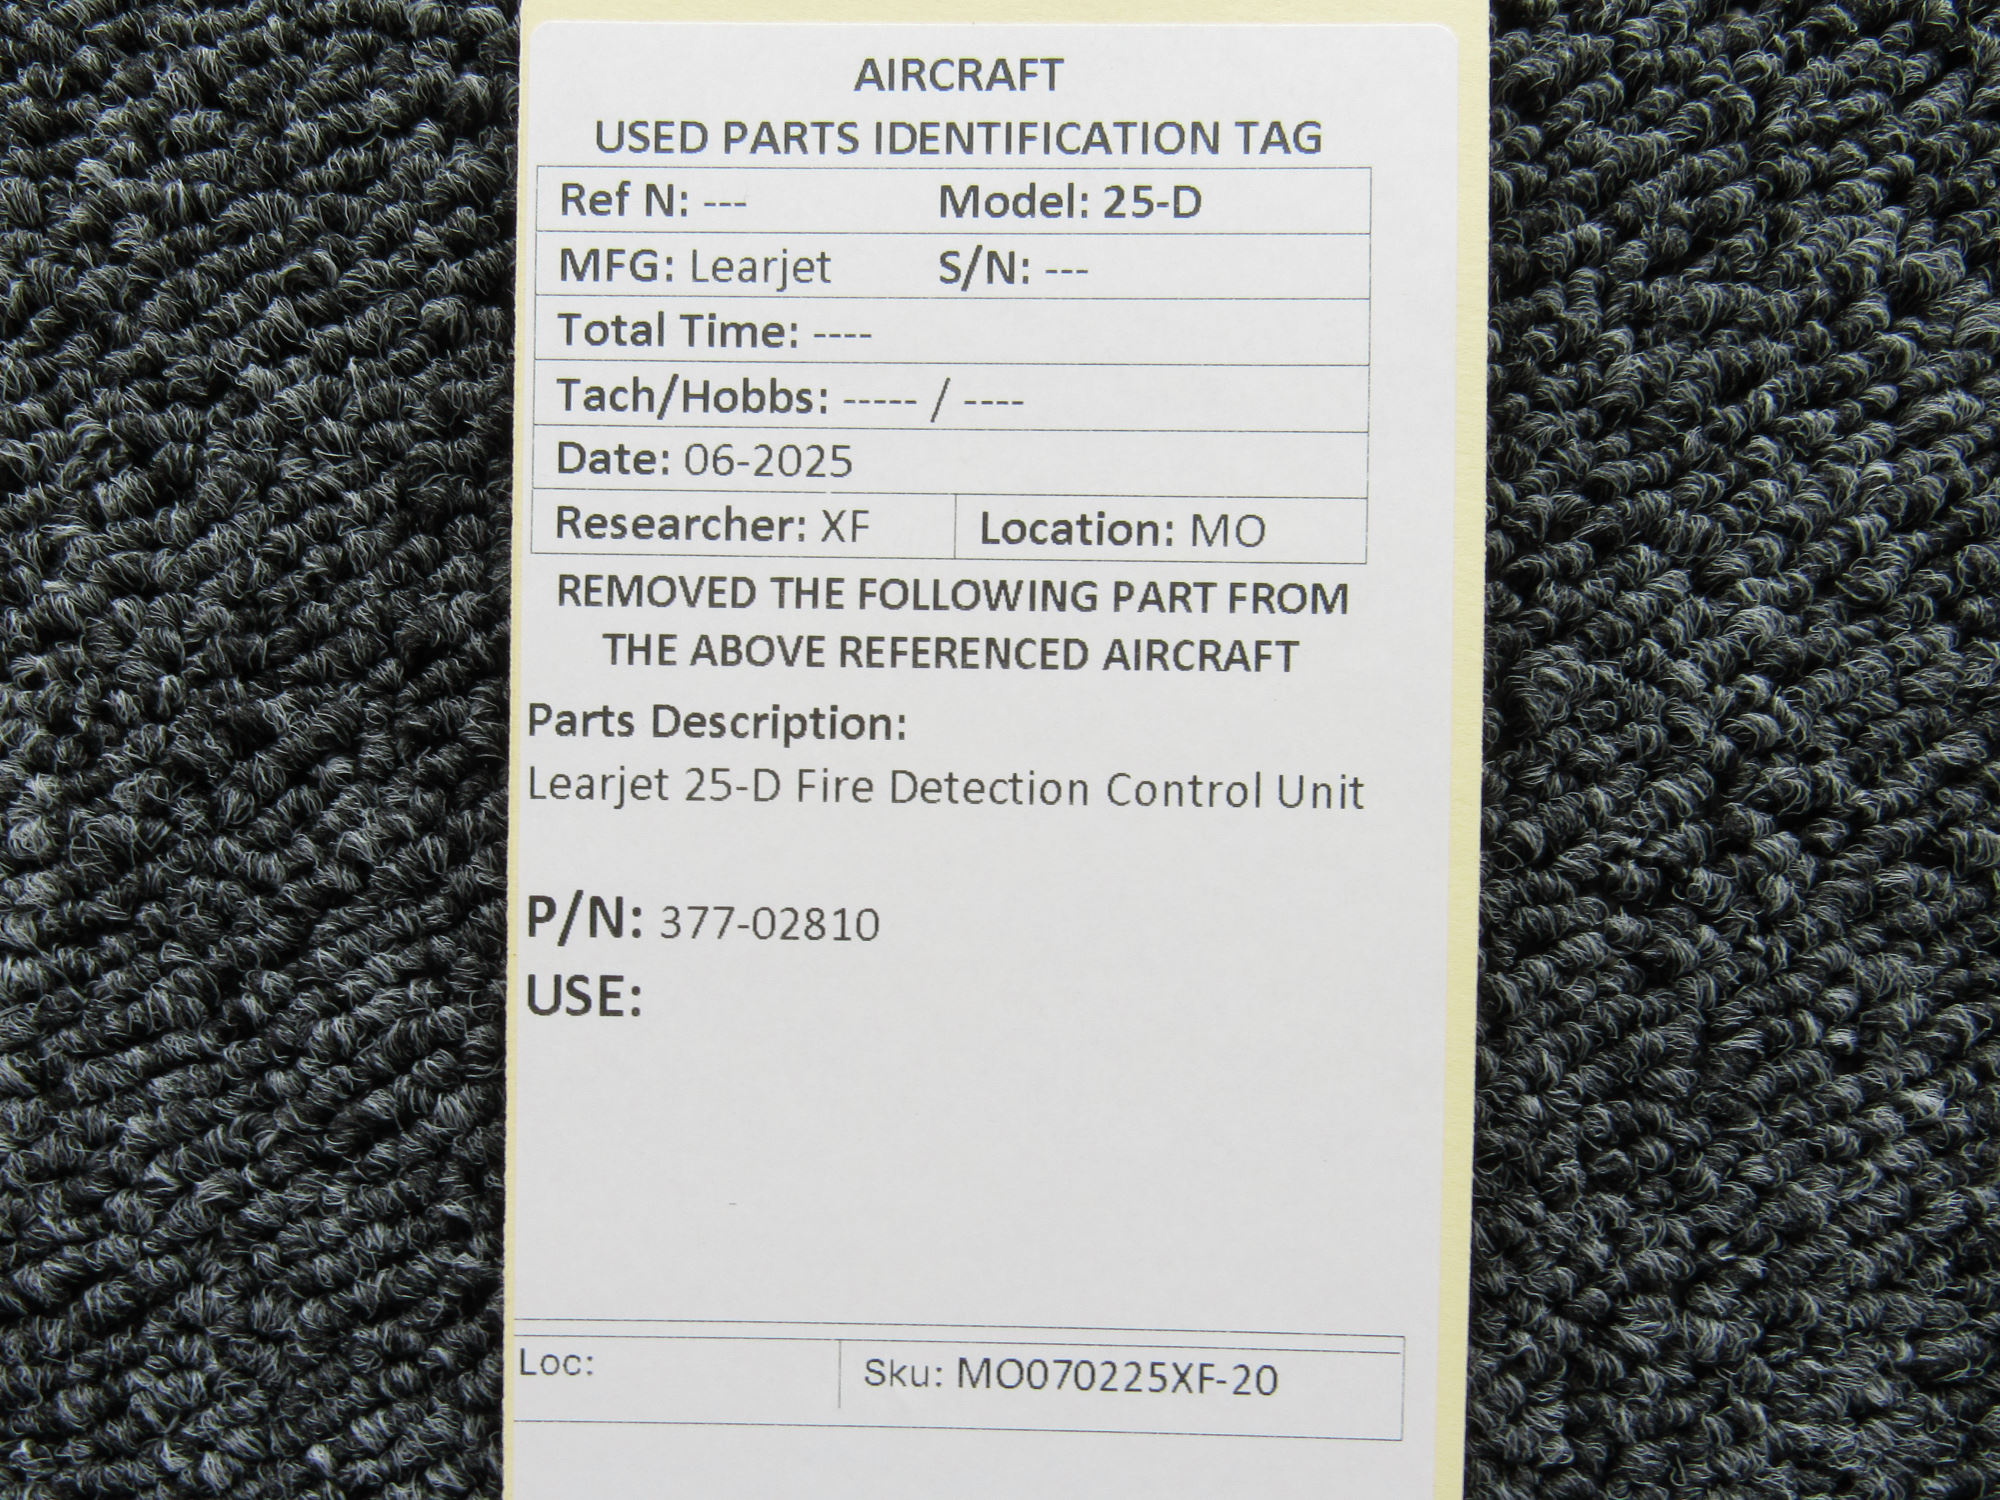 AIRCRAFT
USED PARTS IDENTIFICATION TAG
Ref N: --- Model: 25-D
MFG: Learjet S/N: ---
Total Time: ----
Tach/Hobbs: ----- / ----
Date: 06-2025
Researcher: XF Location: MO
REMOVED THE FOLLOWING PART FROM
THE ABOVE REFERENCED AIRCRAFT
Parts Description:
Learjet 25-D Fire Detection Control Unit
P/N: 377-02810
USE:
Loc: Sku: MO070225XF-20